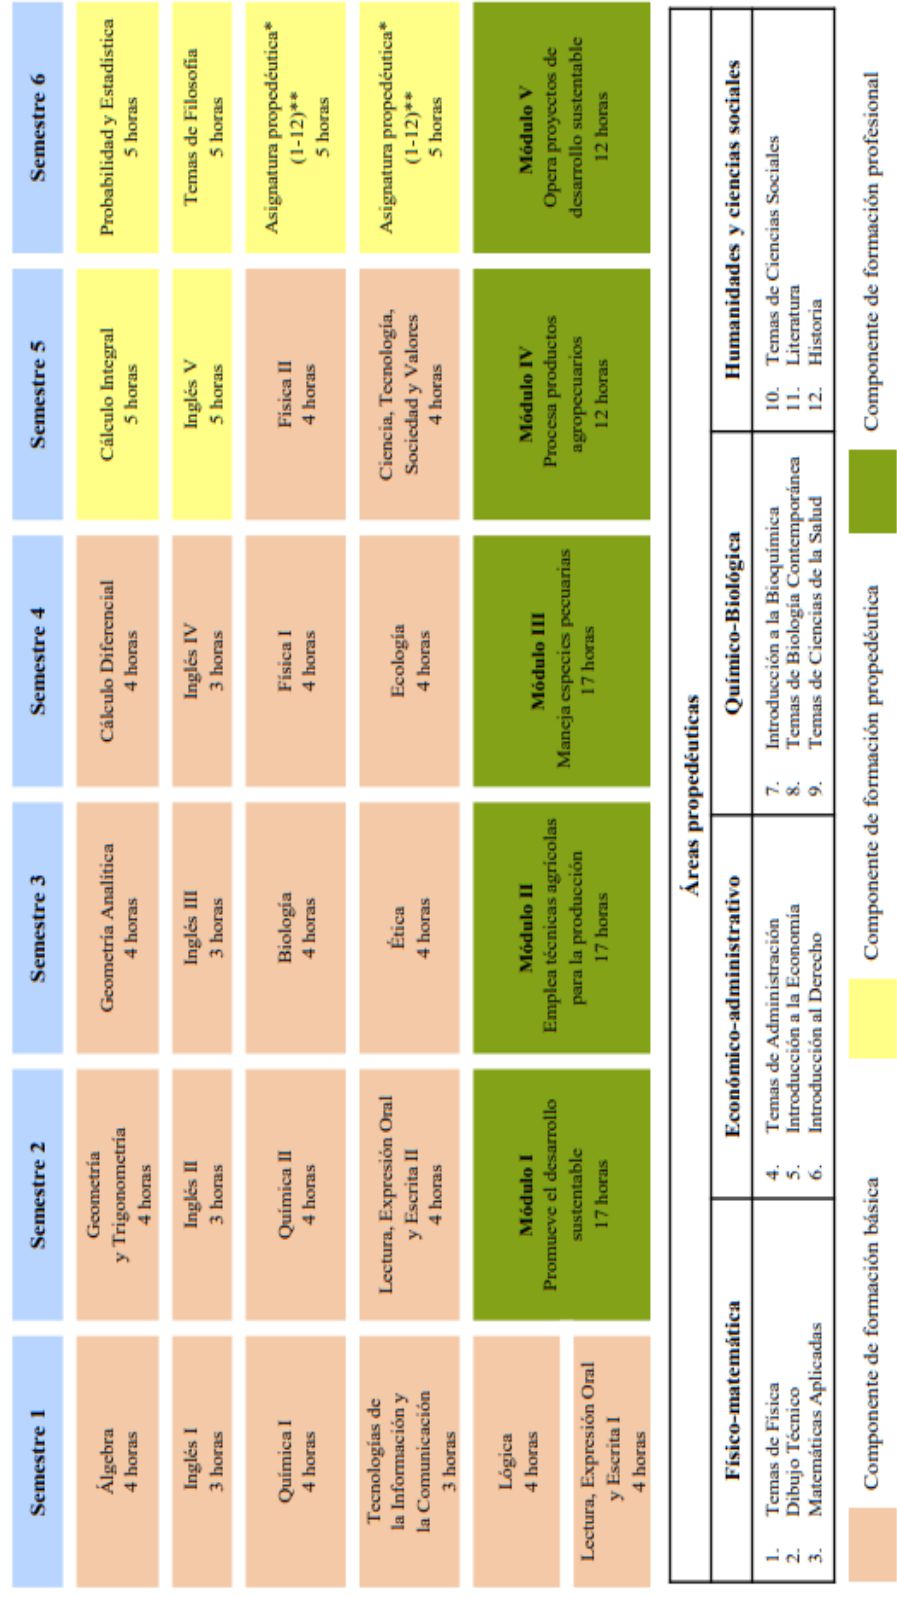 Semestre 1
Álgebra
4 horas
Inglés I
3 horas
Química I
4 horas
Tecnologías de
la Información y
la Comunicación
3 horas
Lógica
4 horas
Lectura, Expresión Oral
y Escrita I
4 horas
Semestre 2
Geometría
y Trigonometría
4 horas
Inglés II
3 horas
Química II
4 horas
Lectura, Expresión Oral
y Escrita II
4 horas
Módulo I
Promueve el desarrollo
sustentable
17 horas
Semestre 3
Geometría Analítica
4 horas
Inglés III
3 horas
Biología
4 horas
Ética
4 horas
Módulo II
Emplea técnicas agrícolas
para la producción
17 horas
Semestre 4
Cálculo Diferencial
4 horas
Inglés IV
3 horas
Física I
4 horas
Ecología
4 horas
Módulo III
Maneja especies pecuarias
17 horas
Semestre 5
Cálculo Integral
5 horas
Inglés V
5 horas
Física II
4 horas
Ciencia, Tecnología,
Sociedad y Valores
4 horas
Módulo IV
Procesa productos
agropecuarios
12 horas
Semestre 6
Probabilidad y Estadística
5 horas
Temas de Filosofía
5 horas
Asignatura propedéutica*
(1-12)**
5 horas
Asignatura propedéutica*
(1-12)**
5 horas
Módulo V
Opera proyectos de
desarrollo sustentable
12 horas
Áreas propedéuticas
Físico-matemática
1. Temas de Física
2. Dibujo Técnico
3. Matemáticas Aplicadas
Económico-administrativo
4. Temas de Administración
5. Introducción a la Economía
6. Introducción al Derecho
Químico-Biológica
7. Introducción a la Bioquímica
8. Temas de Biología Contemporánea
9. Temas de Ciencias de la Salud
Humanidades y ciencias sociales
10. Temas de Ciencias Sociales
11. Literatura
12. Historia
Componente de formación básica
Componente de formación propedéutica
Componente de formación profesional